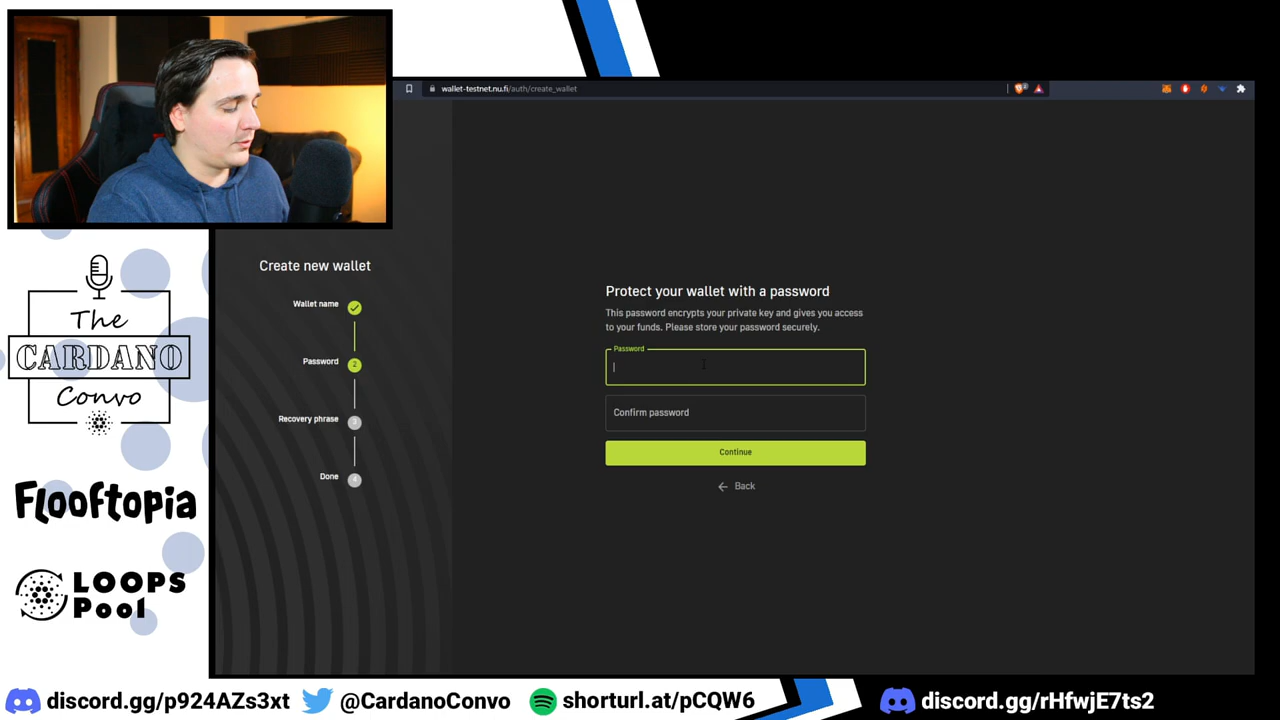 wallet-testnet.nu.fi/auth/create_wallet
Create new wallet
Wallet name
Password
2
Recovery phrase
3
Done
4
Protect your wallet with a password
This password encrypts your private key and gives you access
to your funds. Please store your password securely.
Password
Confirm password
Continue
Back
The
CARDANO
Convo
Flooftopia
LOOPS
Pool
discord.gg/p924AZs3xt
@CardanoConvo
shorturl.at/pCQW6
discord.gg/rHfwjE7ts2